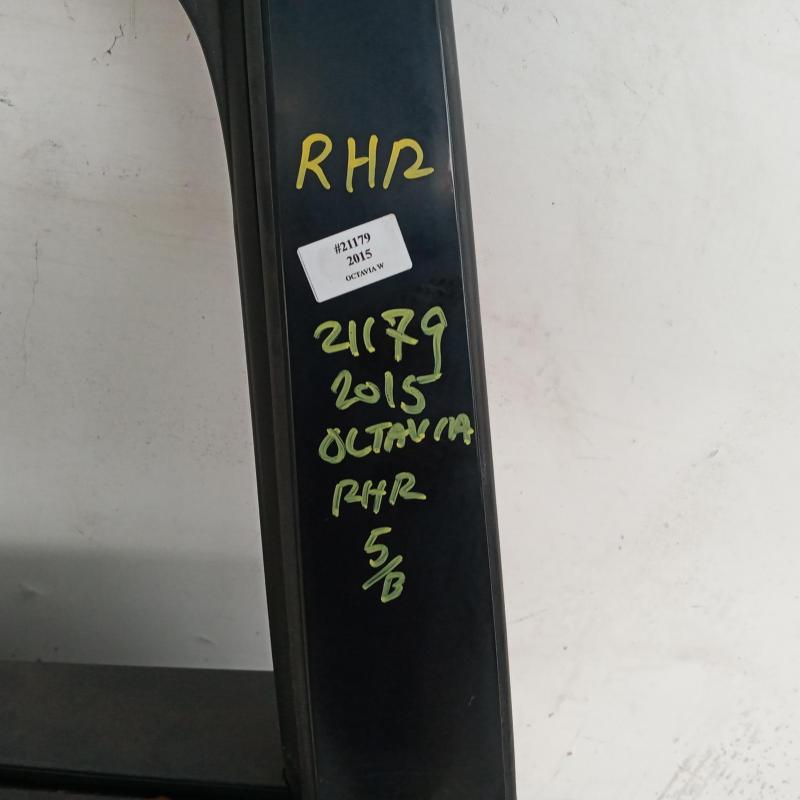 RHR
#21179
2015
OCTAVIA W
21179
2015
OCTAVIA
RHR
5/B